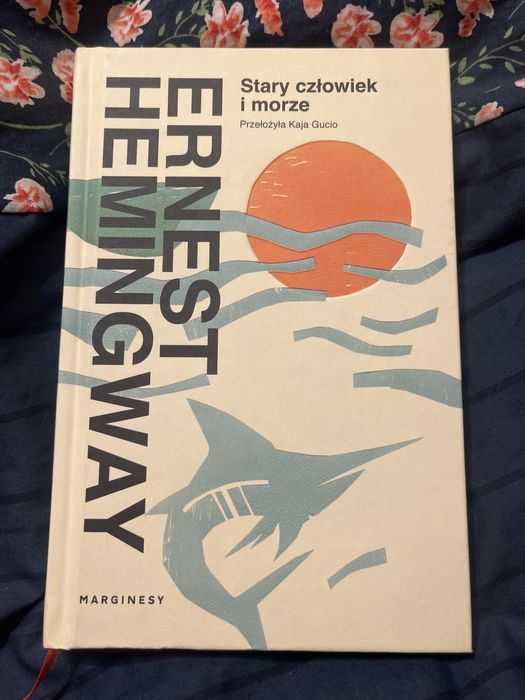 ERNEST
HEMINGWAY
Stary człowiek
i morze
Przełożyła Kaja Gucio
MARGINESY